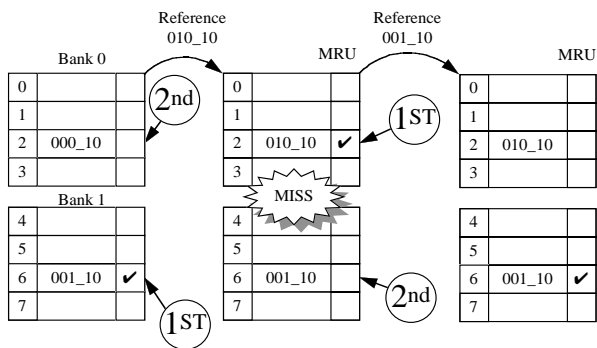 Reference
010_10
Reference
001_10
Bank 0
MRU
MRU
0
1
2 000_10
3
2nd
0
1
2 010_10 ✔
3
1ST
0
1
2 010_10
3
MISS
Bank 1
4
5
6 001_10 ✔
7
1ST
4
5
6 001_10
7
2nd
4
5
6 001_10 ✔
7